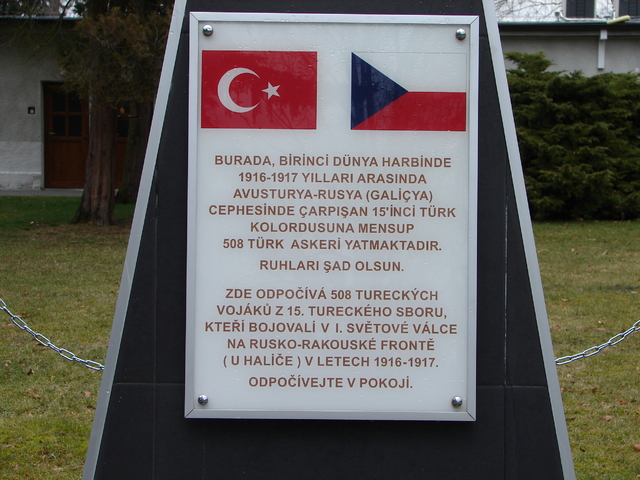 BURADA, BİRİNCİ DÜNYA HARBİNDE
1916-1917 YILLARI ARASINDA
AVUSTURYA-RUSYA (GALİÇYA)
CEPHESİNDE ÇARPIŞAN 15'İNCİ TÜRK
KOLORDUSUNA MENSUP
508 TÜRK ASKERİ YATMAKTADIR.
RUHLARI ŞAD OLSUN.
ZDE ODPOČÍVÁ 508 TURECKÝCH
VOJÁKŮ Z 15. TURECKÉHO SBORU,
KTEŘÍ BOJOVALÍ V I. SVĚTOVÉ VÁLCE
NA RUSKO-RAKOUSKÉ FRONTĚ
( U HALÍČE ) V LETECH 1916-1917.
ODPOČÍVEJTE V POKOJİ.